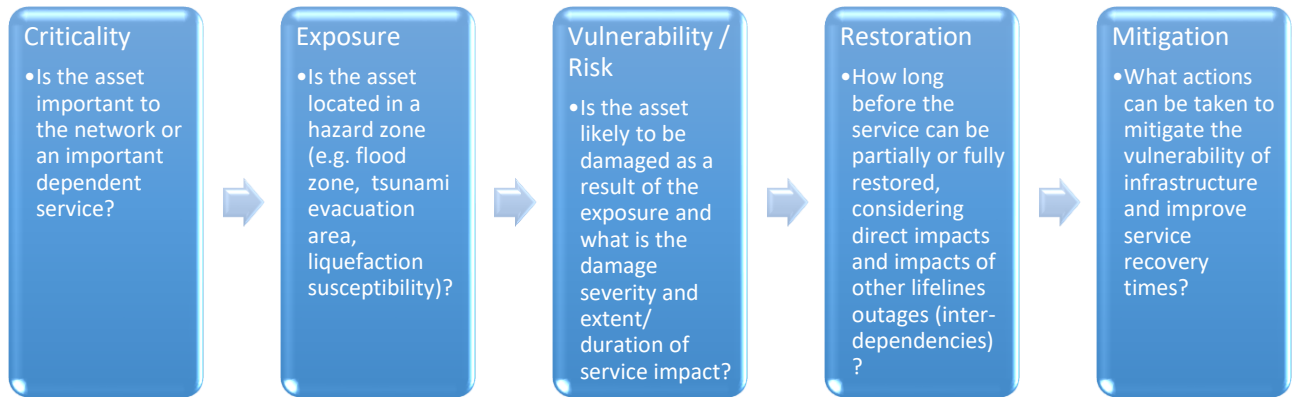 Criticality
•Is the asset
important to
the network or
an important
dependent
service?
Exposure
•Is the asset
located in a
hazard zone
(e.g. flood
zone, tsunami
evacuation
area,
liquefaction
susceptibility)?
Vulnerability /
Risk
•Is the asset
likely to be
damaged as a
result of the
exposure and
what is the
damage
severity and
extent/
duration of
service impact?
Restoration
•How long
before the
service can be
partially or fully
restored,
considering
direct impacts
and impacts of
other lifelines
outages (inter-
dependencies)
?
Mitigation
•What actions
can be taken to
mitigate the
vulnerability of
infrastructure
and improve
service
recovery
times?